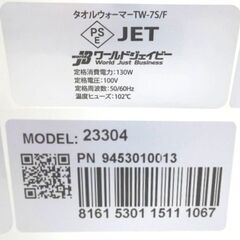 タオルウォーマーTW-7S/F
PS
E
JET
ワールドジェイビー
World Just Business
定格消費電力：130W
定格電圧：100V
定格周波数：50/60Hz
温度ヒューズ：102℃
MODEL: 23304
PN 9453010013
8161 5301 1511 1067